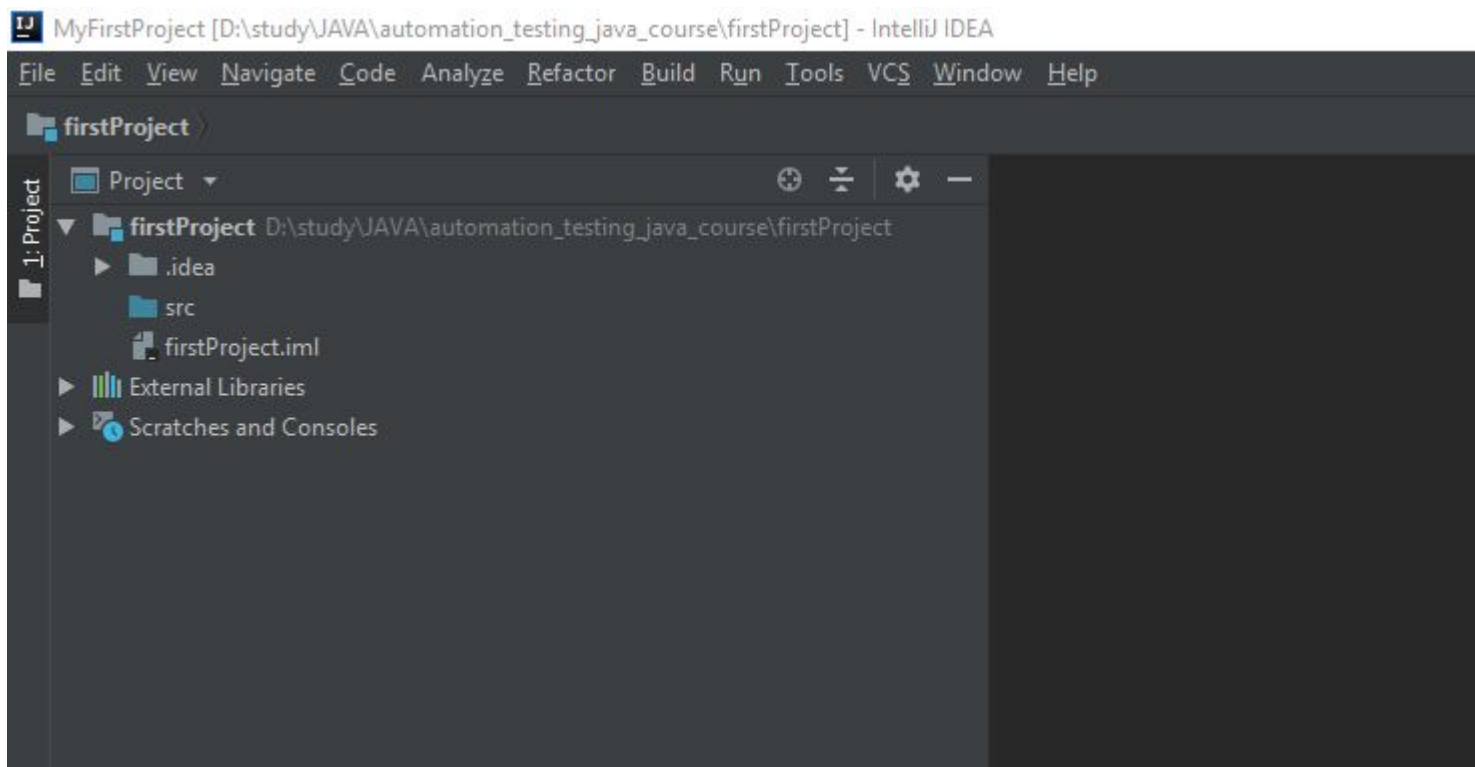 MyFirstProject [D:\study\JAVA\automation_testing_java_course\firstProject] - IntelliJ IDEA
File Edit View Navigate Code Analyze Refactor Build Run Tools VCS Window Help
firstProject
1: Project
Project
firstProject D:\study\JAVA\automation_testing_java_course\firstProject
.idea
src
firstProject.iml
External Libraries
Scratches and Consoles